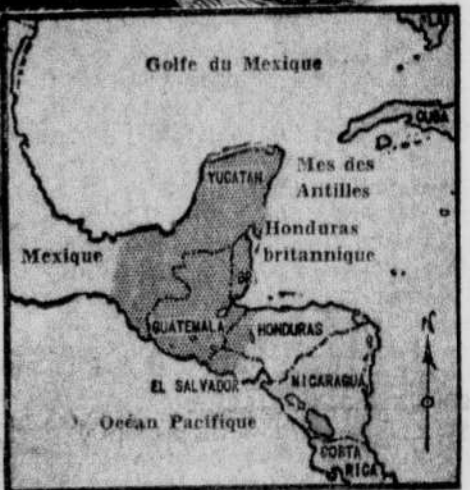 Golfe du Mexique
CUBA
YUCATAN
Mes des
Antilles
Honduras
britannique
Mexique
GUATEMALA
HONDURAS
N
EL SALVADOR
NICARAGUA
Océan Pacifique
COSTA
RICA